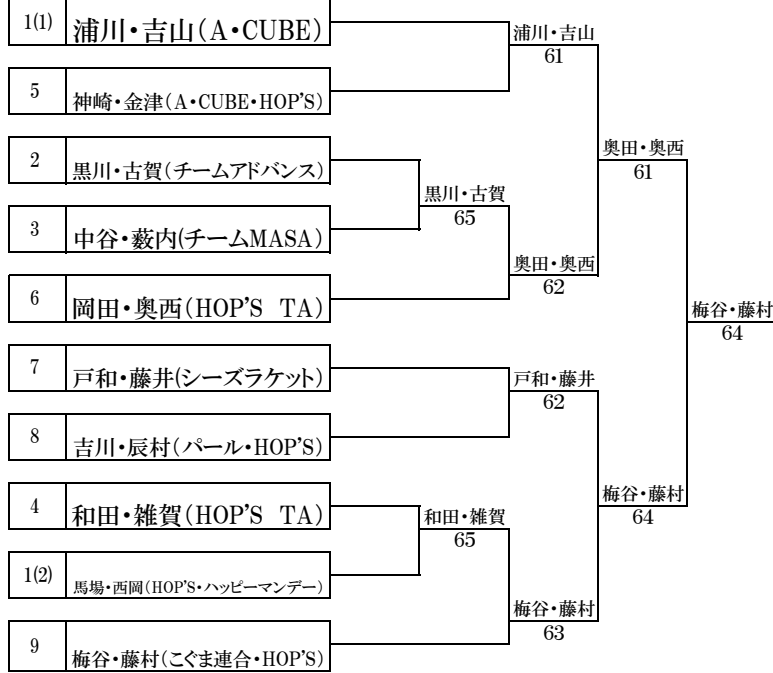 1(1) 浦川・吉山(A・CUBE)
5 神崎・金津(A・CUBE・HOP'S)
2 黒川・古賀(チームアドバンス)
3 中谷・薮内(チームMASA)
6 岡田・奥西(HOP'S TA)
7 戸和・藤井(シーズラケット)
8 吉川・辰村(パール・HOP'S)
4 和田・雑賀(HOP'S TA)
1(2) 馬場・西岡(HOP'S・ハッピーマンデー)
9 梅谷・藤村(こぐま連合・HOP'S)
黒川・古賀
65
和田・雑賀
65
浦川・吉山
61
奥田・奥西
62
戸和・藤井
62
梅谷・藤村
63
奥田・奥西
61
梅谷・藤村
64
梅谷・藤村
64